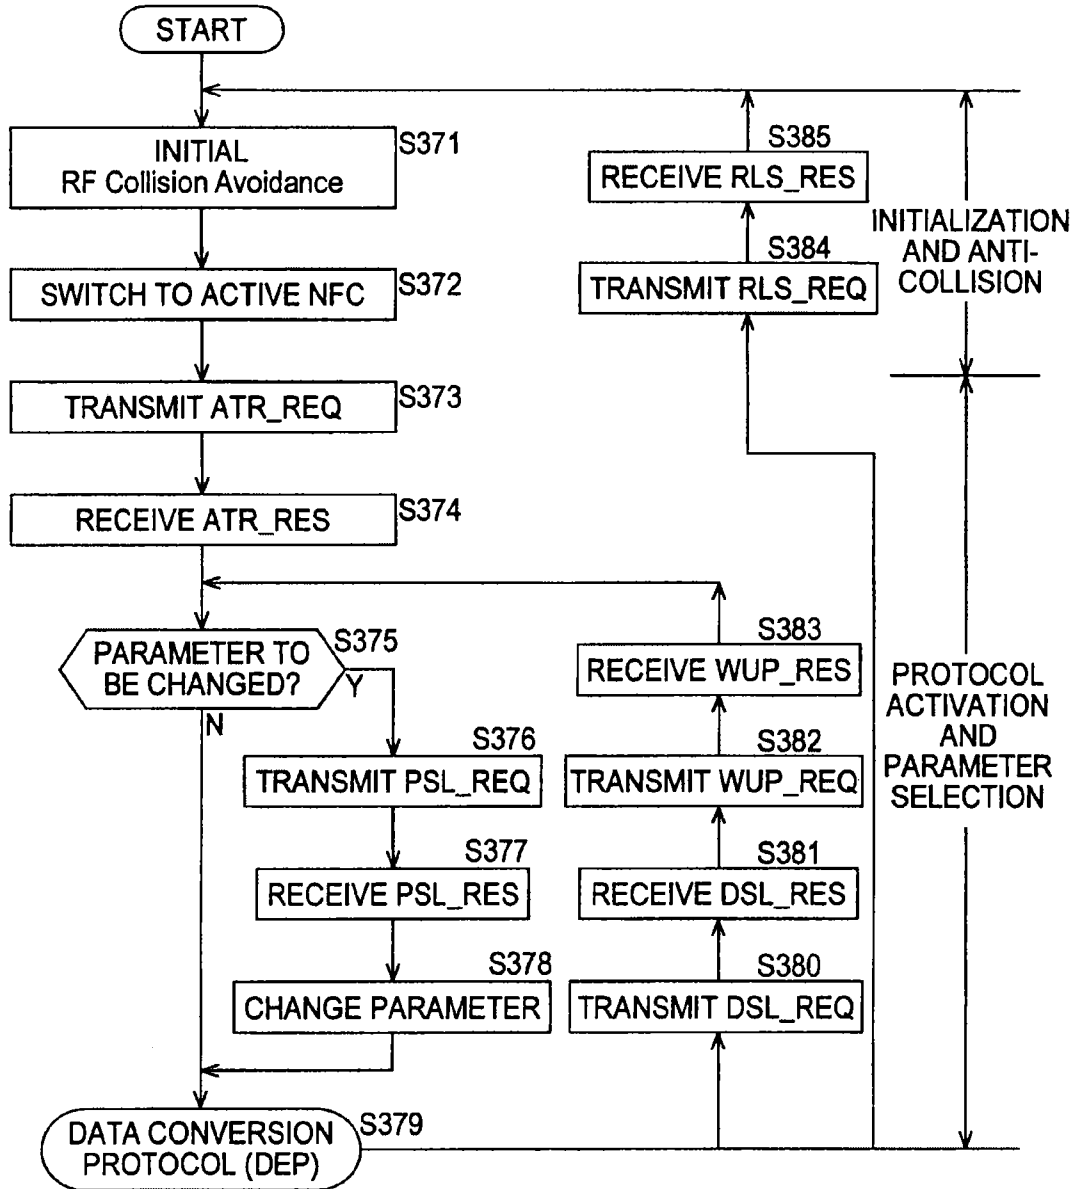 START
INITIAL
RF Collision Avoidance
S371
SWITCH TO ACTIVE NFC
S372
TRANSMIT ATR_REQ
S373
RECEIVE ATR_RES
S374
PARAMETER TO
BE CHANGED?
S375
Y
N
TRANSMIT PSL_REQ
S376
RECEIVE PSL_RES
S377
CHANGE PARAMETER
S378
DATA CONVERSION
PROTOCOL (DEP)
S379
TRANSMIT DSL_REQ
S380
RECEIVE DSL_RES
S381
TRANSMIT WUP_REQ
S382
RECEIVE WUP_RES
S383
TRANSMIT RLS_REQ
S384
RECEIVE RLS_RES
S385
INITIALIZATION
AND ANTI-
COLLISION
PROTOCOL
ACTIVATION
AND
PARAMETER
SELECTION